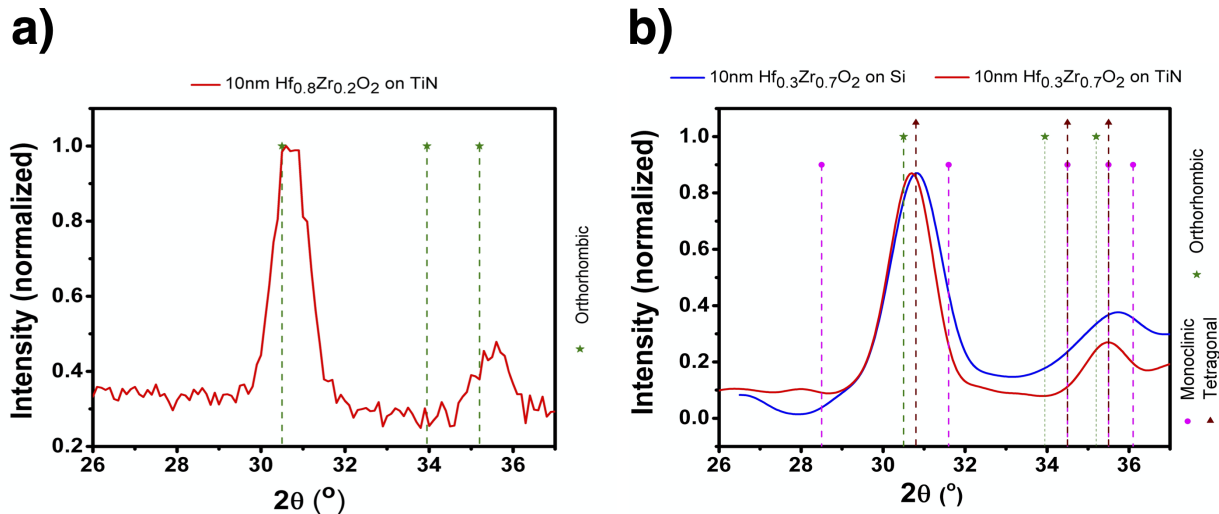 a)
10nm Hf0.8Zr0.2O2 on TiN
Intensity (normalized)
1.0
0.8
0.6
0.4
0.2
26 28 30 32 34 36
2θ (o)
Orthorhombic
b)
10nm Hf0.3Zr0.7O2 on Si 10nm Hf0.3Zr0.7O2 on TiN
Intensity (normalized)
1.0
0.8
0.6
0.4
0.2
0.0
26 28 30 32 34 36
2θ (°)
Monoclinic
Tetragonal
Orthorhombic